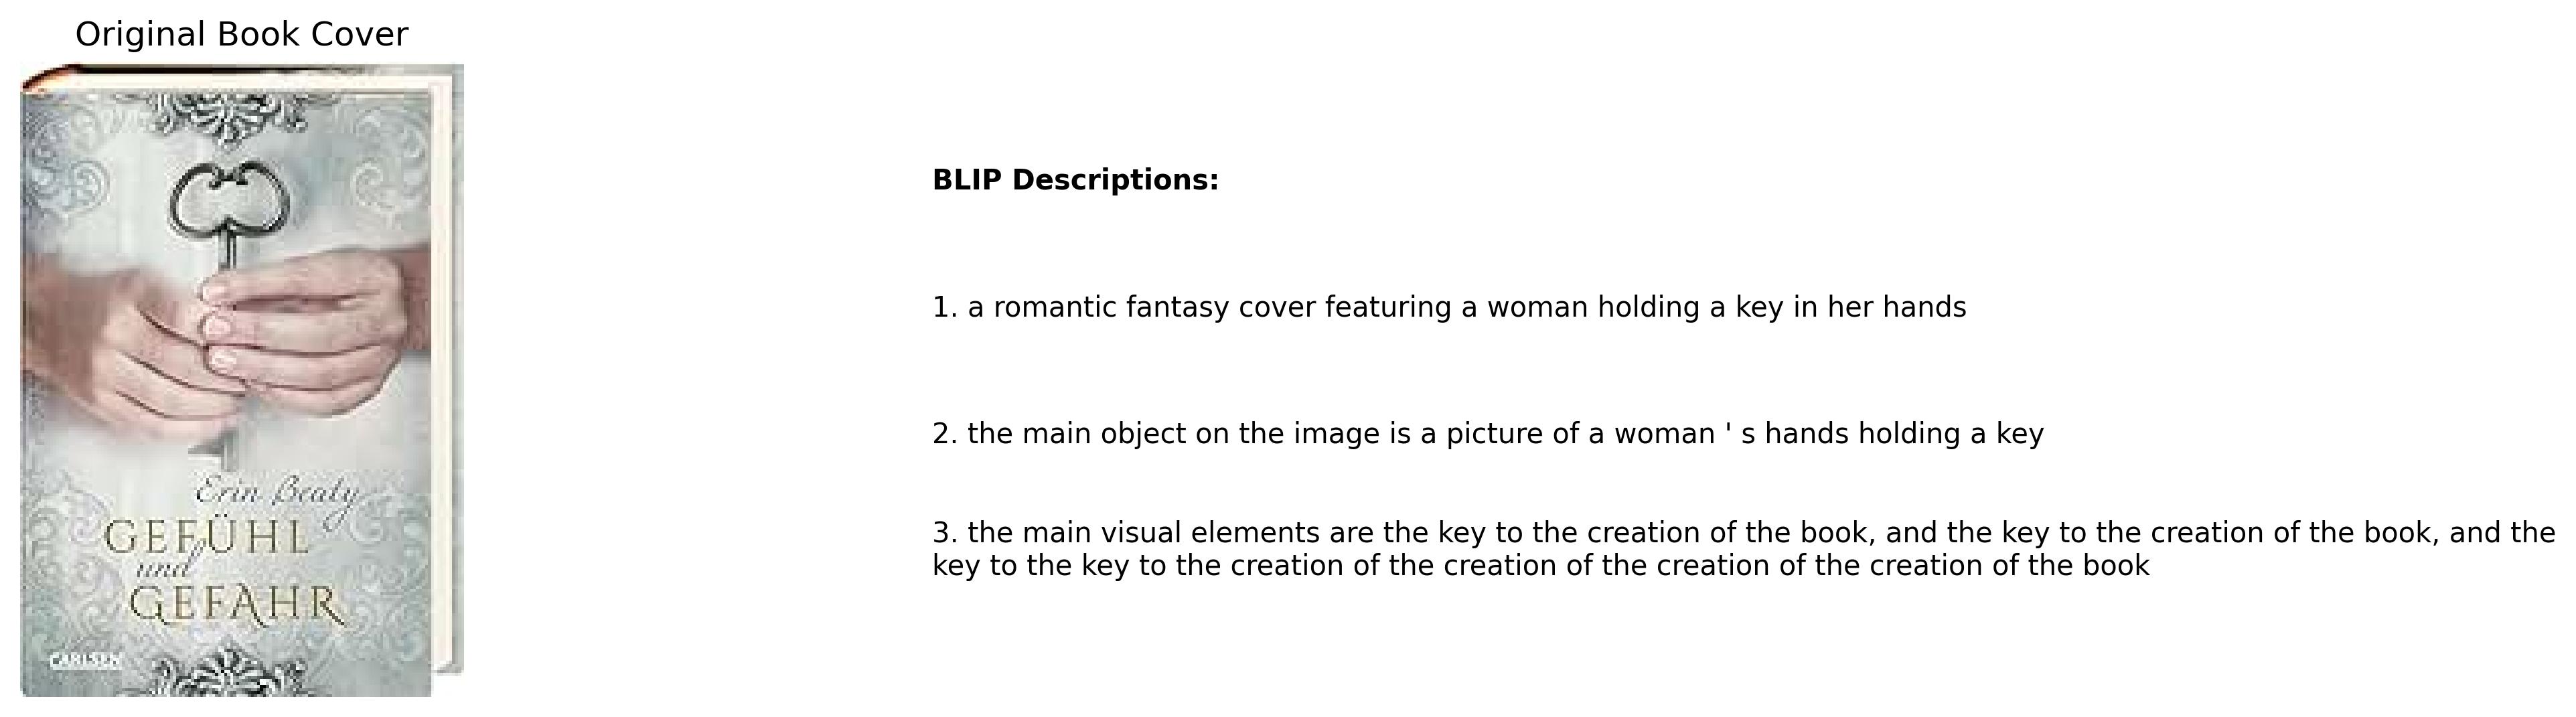 Original Book Cover
Erin Beaty
GEFÜHL
und
GEFAHR
CARLSEN
BLIP Descriptions:
1. a romantic fantasy cover featuring a woman holding a key in her hands
2. the main object on the image is a picture of a woman ' s hands holding a key
3. the main visual elements are the key to the creation of the book, and the key to the creation of the book, and the
key to the key to the creation of the creation of the creation of the creation of the book